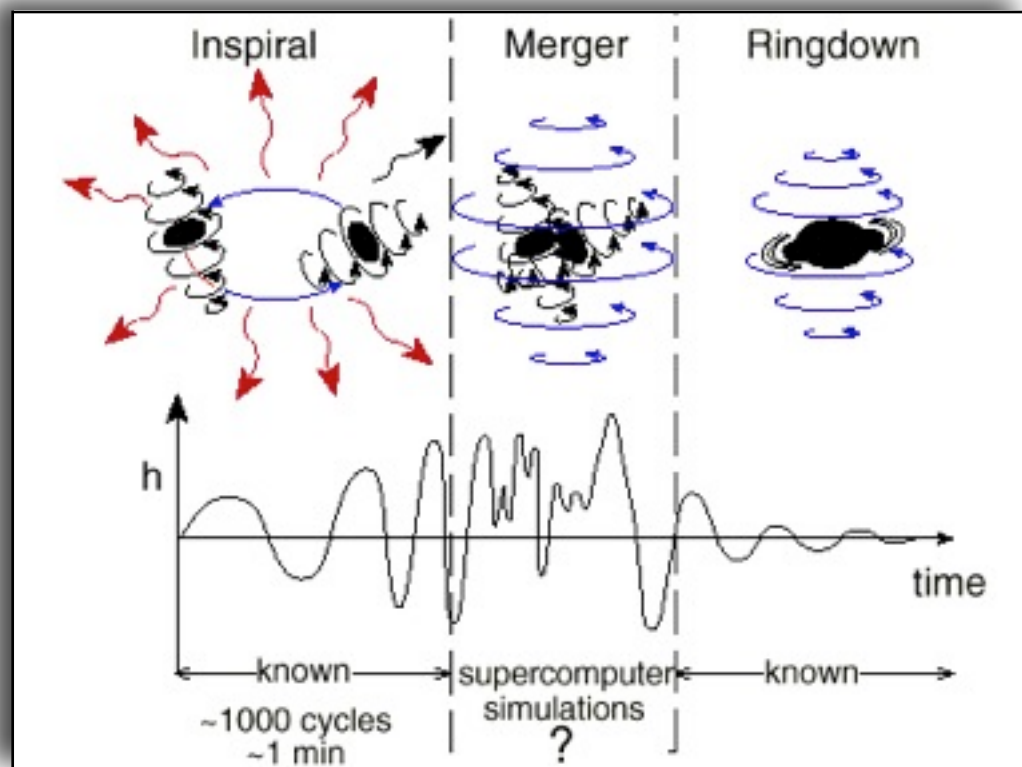 Inspiral
Merger
Ringdown
h
time
known
supercomputer
simulations
?
known
~1000 cycles
~1 min